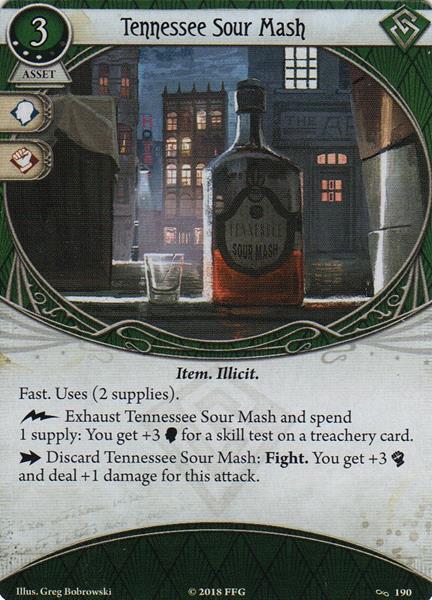 3
Tennessee Sour Mash
ASSET
HOTE
THE A
TENNESSEE
SOUR MASH
Item. Illicit.
Fast. Uses (2 supplies).
Exhaust Tennessee Sour Mash and spend
1 supply: You get +3 for a skill test on a treachery card.
Discard Tennessee Sour Mash: Fight. You get +3
and deal +1 damage for this attack.
Illus. Greg Bobrowski
© 2018 FFG
190